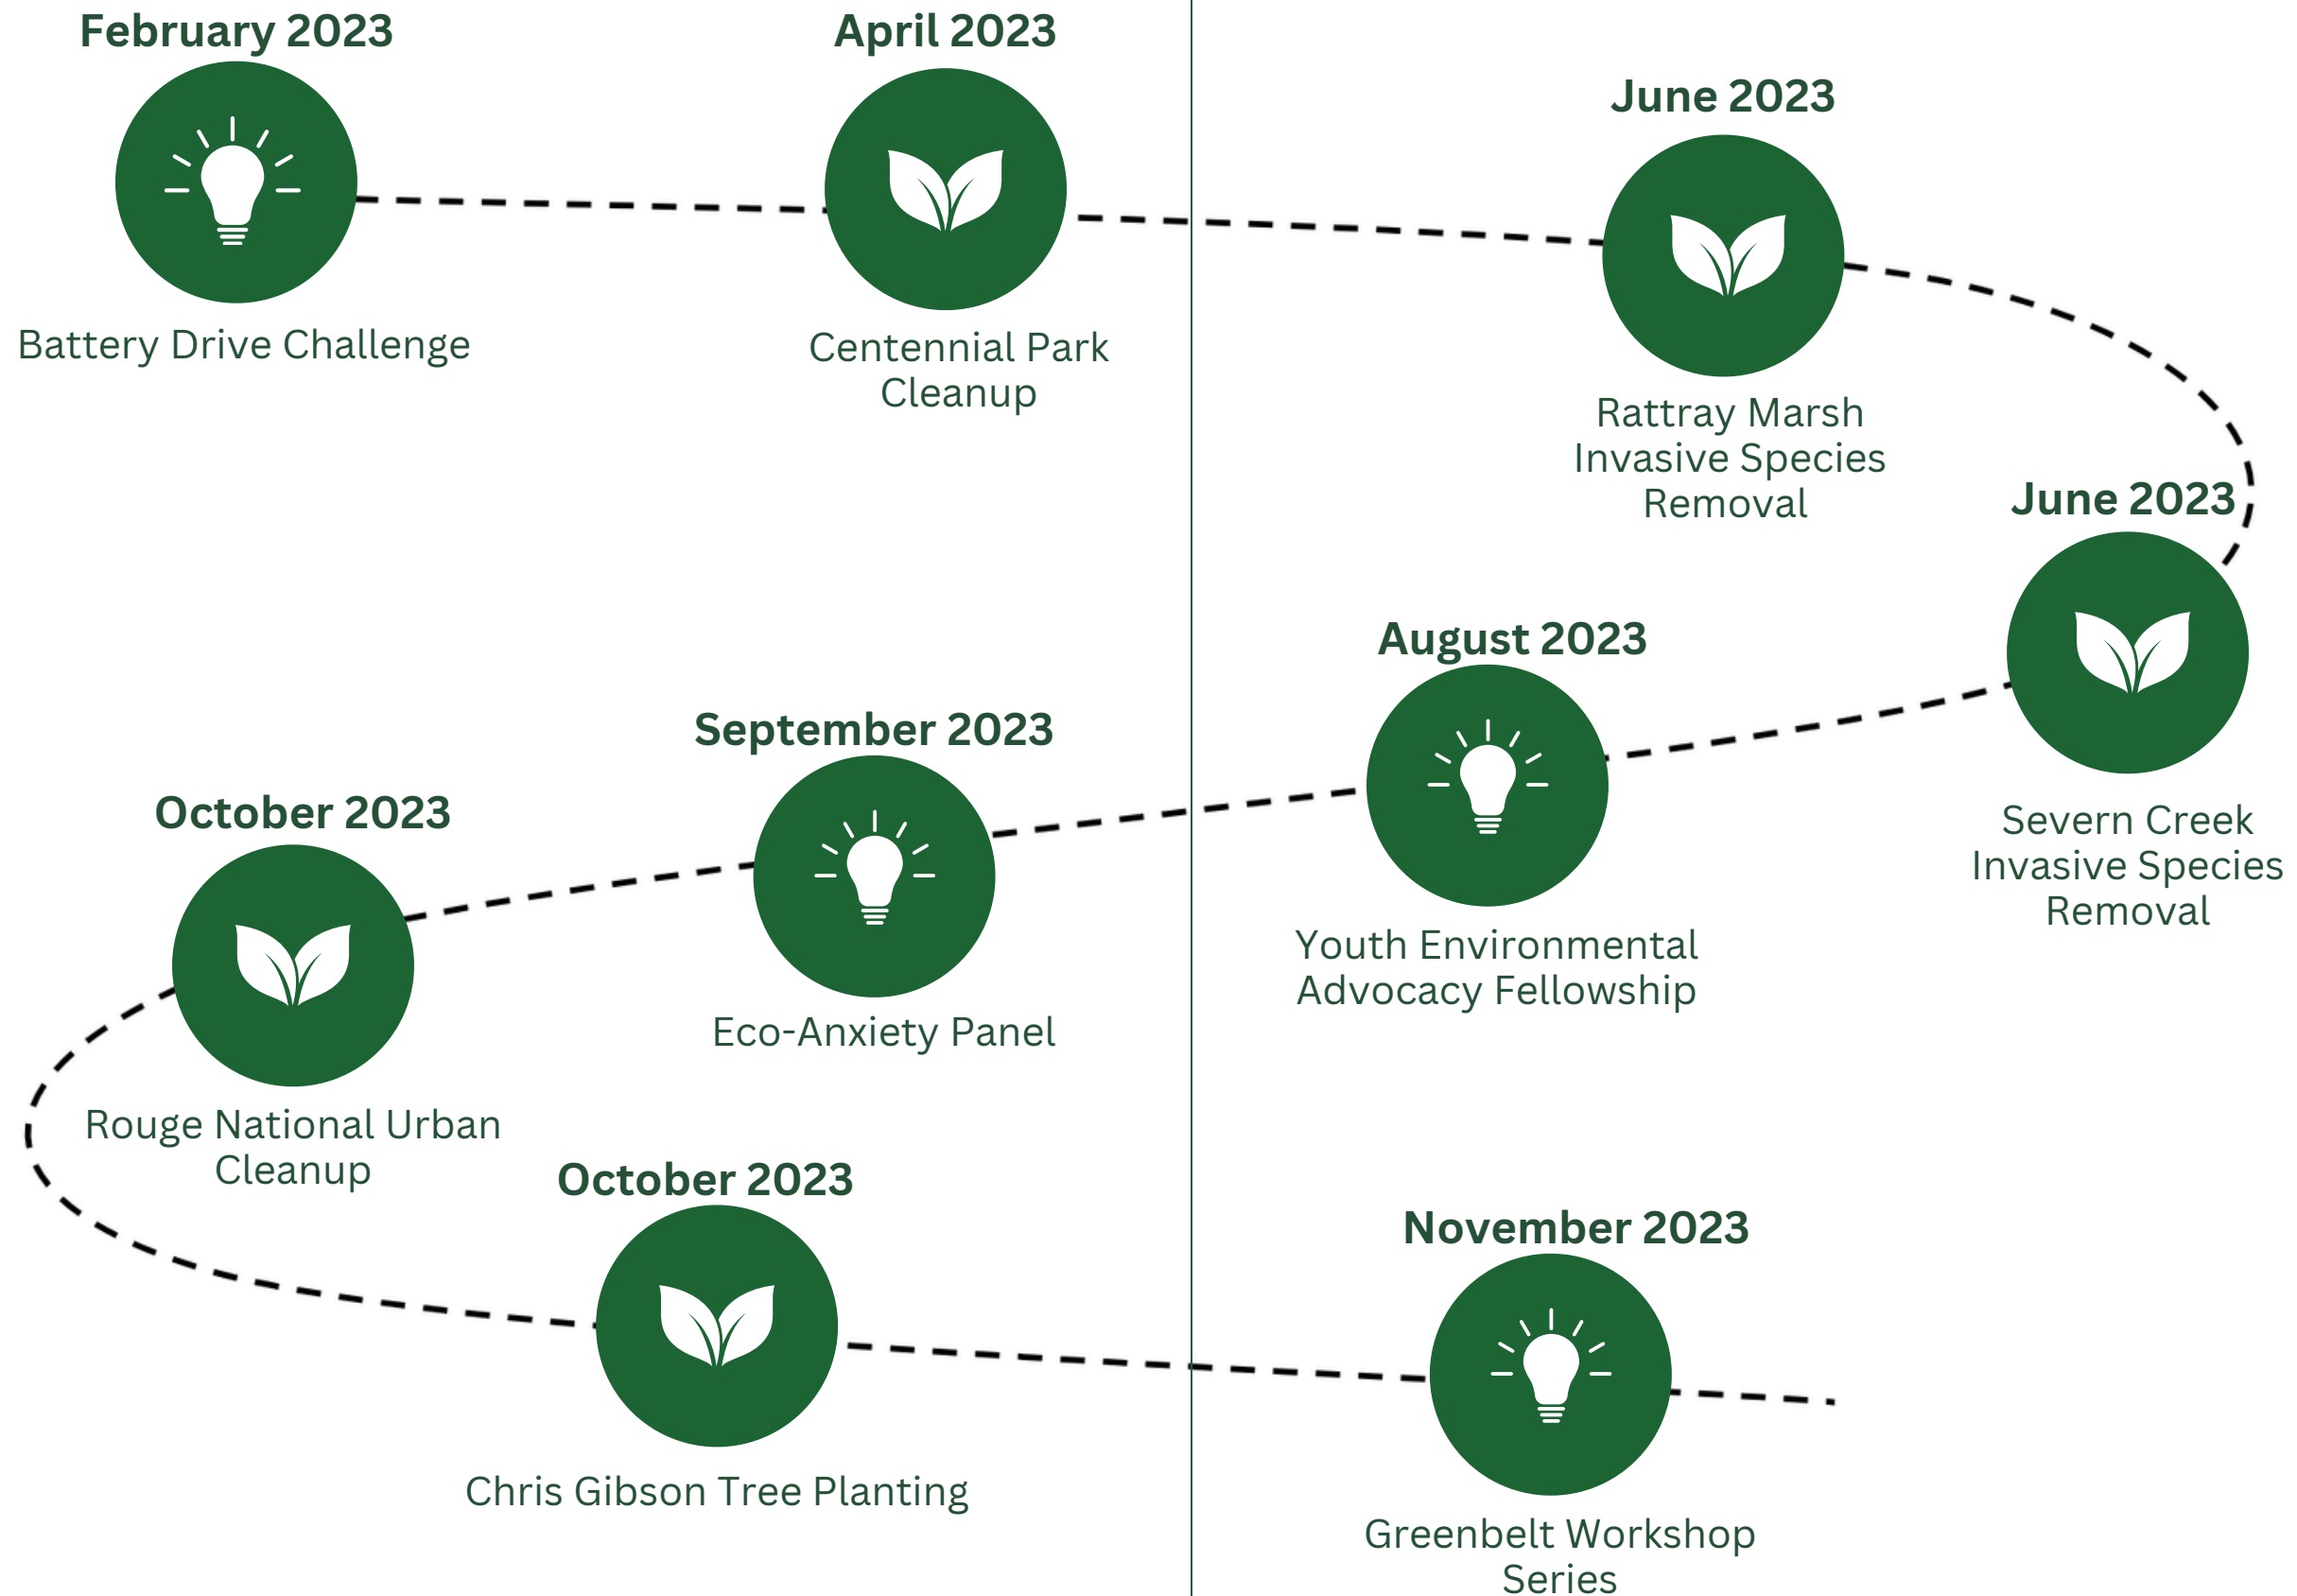 February 2023
Battery Drive Challenge
April 2023
Centennial Park
Cleanup
June 2023
Rattray Marsh
Invasive Species
Removal
June 2023
Severn Creek
Invasive Species
Removal
August 2023
Youth Environmental
Advocacy Fellowship
September 2023
Eco-Anxiety Panel
October 2023
Rouge National Urban
Cleanup
October 2023
Chris Gibson Tree Planting
November 2023
Greenbelt Workshop
Series